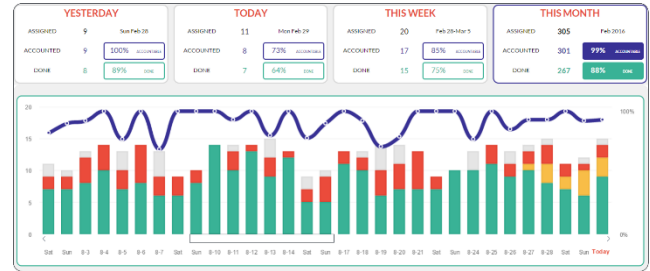 YESTERDAY
ASSIGNED 9 Sun Feb 28
ACCOUNTED 9 100% ACCOUNTABLE
DONE 8 89% DONE
TODAY
ASSIGNED 11 Mon Feb 29
ACCOUNTED 8 73% ACCOUNTABLE
DONE 7 64% DONE
THIS WEEK
ASSIGNED 20 Feb 28-Mar 5
ACCOUNTED 17 85% ACCOUNTABLE
DONE 15 75% DONE
THIS MONTH
ASSIGNED 305 Feb 2016
ACCOUNTED 301 99% ACCOUNTABLE
DONE 267 88% DONE
20 100%
15
10
5
0 0%
Sat Sun 8-3 8-4 8-5 8-6 8-7 Sat Sun 8-10 8-11 8-12 8-13 8-14 Sat Sun 8-17 8-18 8-19 8-20 8-21 Sat Sun 8-24 8-25 8-26 8-27 8-28 Sat Sun Today